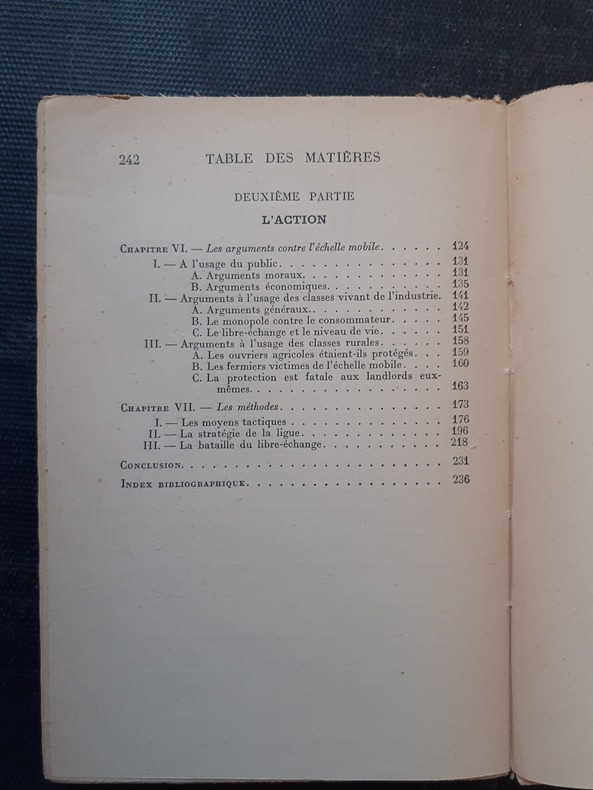 242 TABLE DES MATIÈRES
DEUXIÈME PARTIE
L'ACTION
CHAPITRE VI. — Les arguments contre l'échelle mobile. . . . . . 124
I. — A l'usage du public. . . . . . . . . . . . . . . 131
A. Arguments moraux. . . . . . . . . . . . . 131
B. Arguments économiques. . . . . . . . . . . 135
II. — Arguments à l'usage des classes vivant de l'industrie. 141
A. Arguments généraux. . . . . . . . . . . . . 142
B. Le monopole contre le consommateur. . . . . 145
C. Le libre-échange et le niveau de vie. . . . . . 151
III. — Arguments à l'usage des classes rurales. . . . . . 158
A. Les ouvriers agricoles étaient-ils protégés. . . 159
B. Les fermiers victimes de l'échelle mobile. . . . 160
C. La protection est fatale aux landlords eux-
mêmes. . . . . . . . . . . . . . . . . . 163
CHAPITRE VII. — Les méthodes. . . . . . . . . . . . . . . 173
I. — Les moyens tactiques . . . . . . . . . . . . . . 176
II. — La stratégie de la ligue. . . . . . . . . . . . . 196
III. — La bataille du libre-échange. . . . . . . . . . . 218
CONCLUSION. . . . . . . . . . . . . . . . . . . . . . . 231
INDEX BIBLIOGRAPHIQUE. . . . . . . . . . . . . . . . . . 236